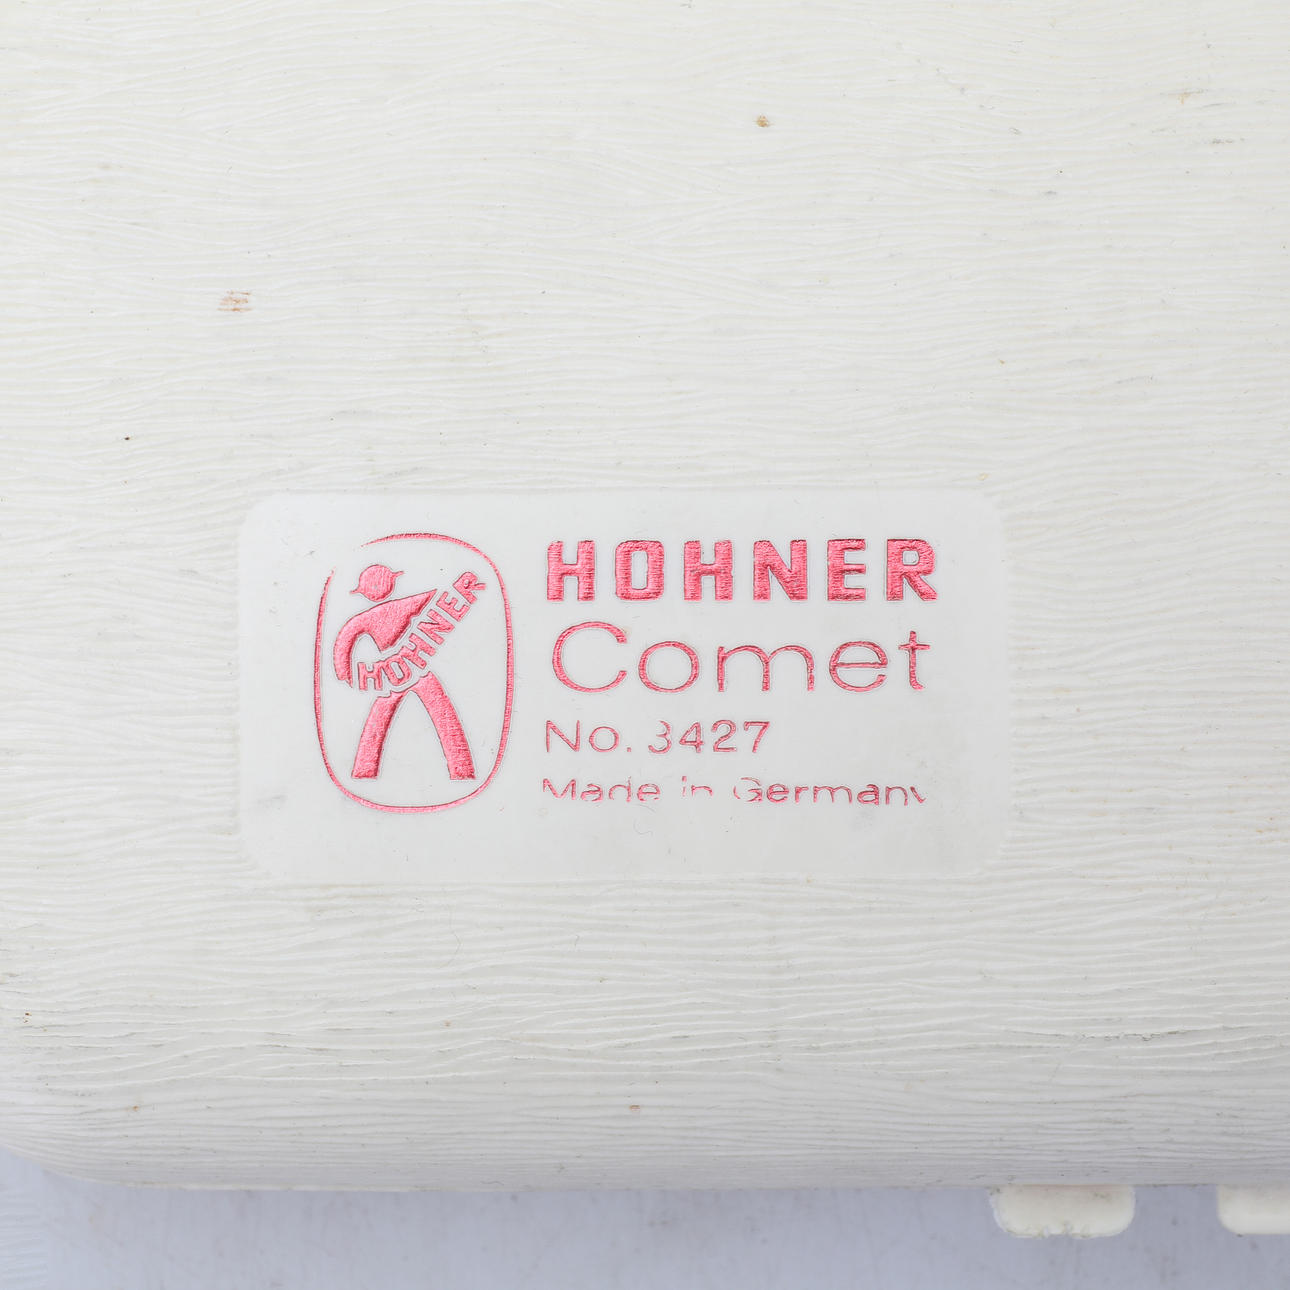 HOHNER
HOHNER
Comet
No. 3427
Made in Germany